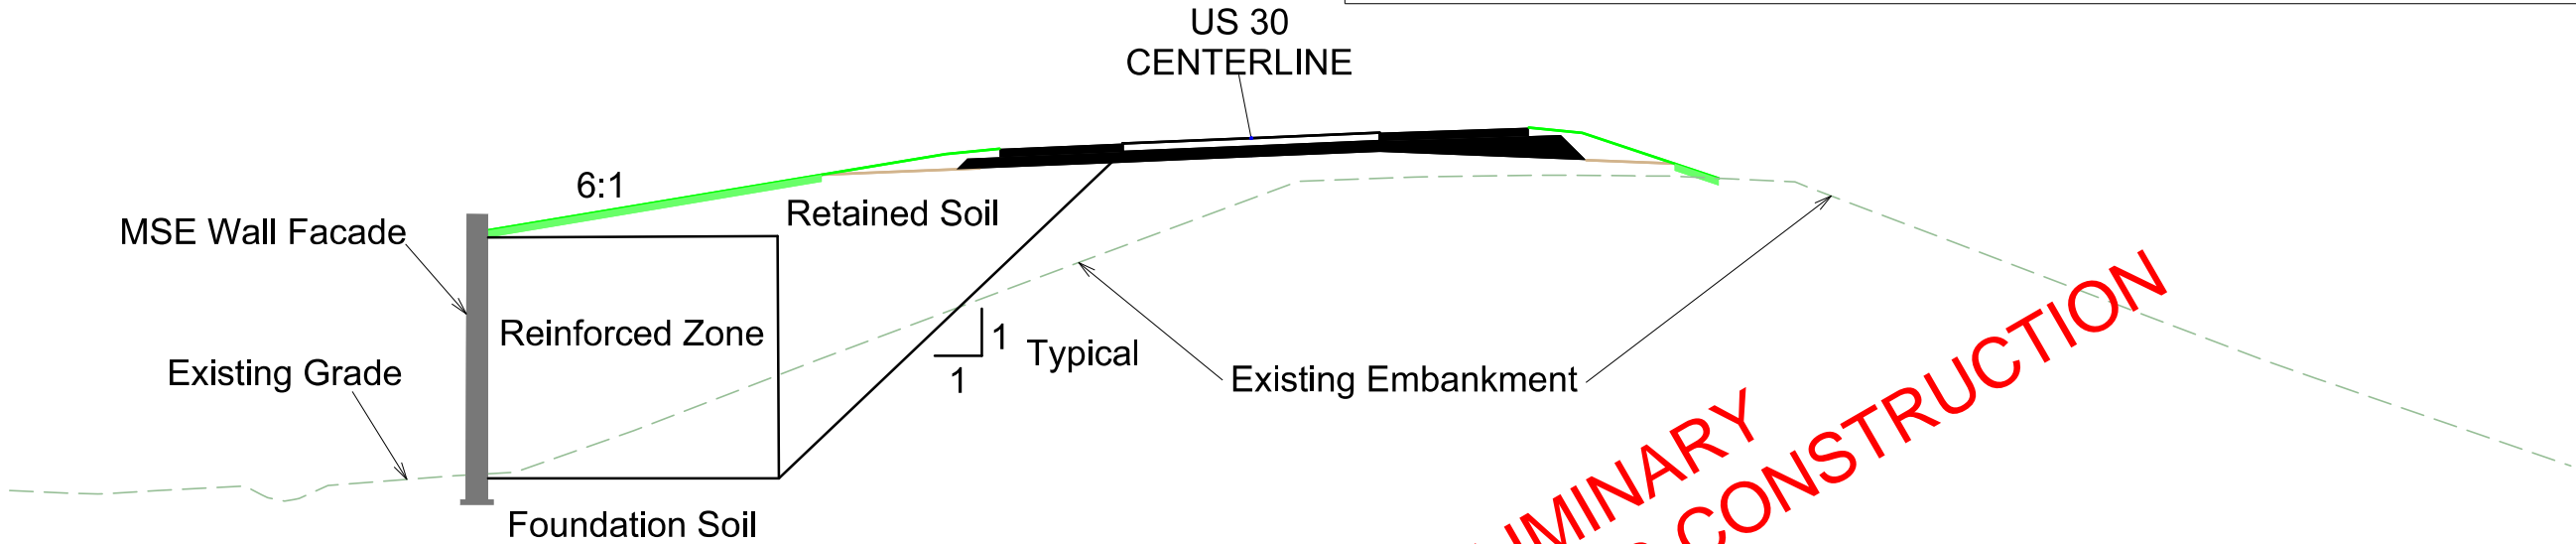 US 30
CENTERLINE
6:1
MSE Wall Facade
Retained Soil
Reinforced Zone
1
1
Typical
Existing Grade
Existing Embankment
Foundation Soil
CONSTRUCTION